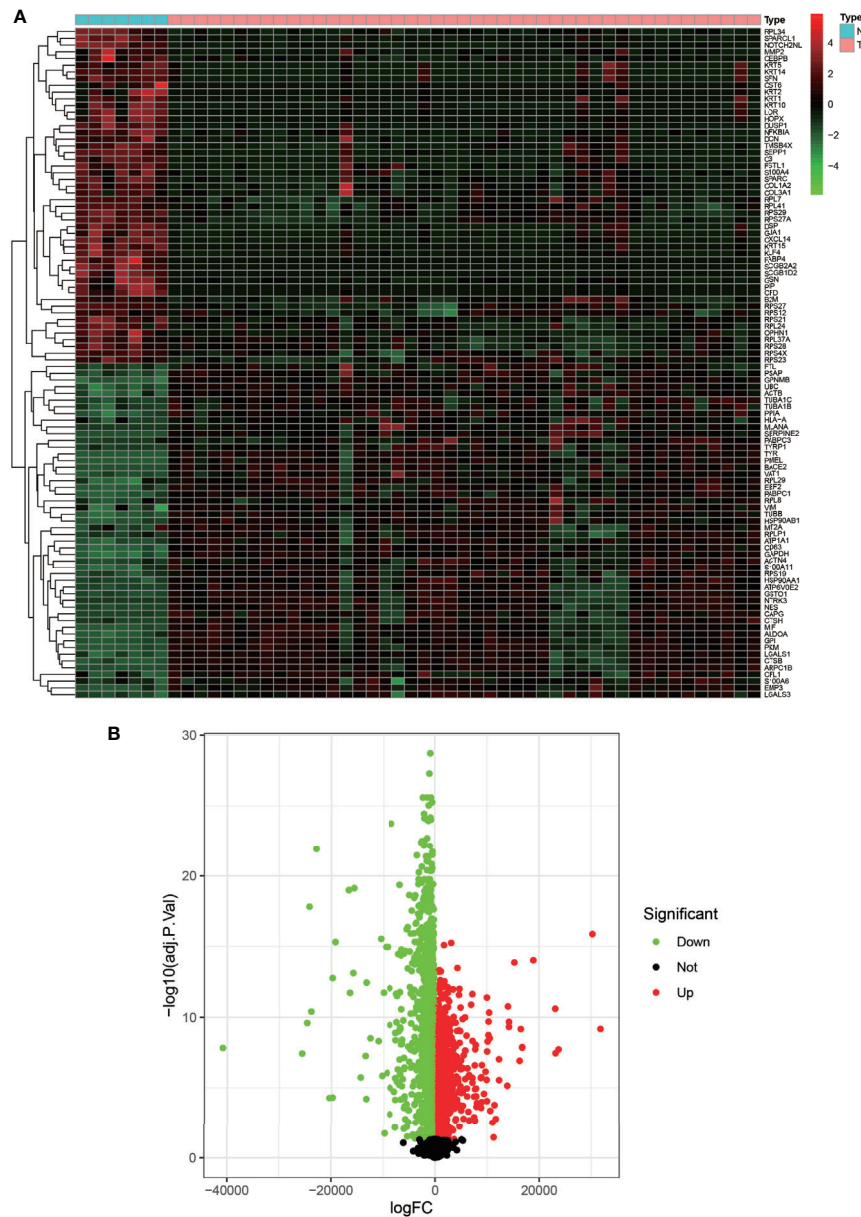 A
Type
Type
N
T
4
2
0
−2
−4
RPL34
SPARCL1
NOTCH2NL
MMP2
CEBPB
KRT5
KRT14
SFN
CST6
KRT2
KRT1
KRT10
LOR
HOPX
DUSP1
NFKBIA
DCN
TMSB4X
SEPP1
C3
FSTL1
S100A4
SPARC
COL1A2
COL3A1
RPL7
RPL41
RPS29
RPS27A
DSP
GJA1
CXCL14
KRT15
KLF4
FABP4
SCGB2A2
SCGB1D2
GSN
PIP
CFD
B2M
RPS27
RPS12
RPS21
RPL24
OPHN1
RPL37A
RPS28
RPS4X
RPS23
FTL
PSAP
GPNMB
UBC
ACTB
TUBA1C
TUBA1B
PPIA
HLA−A
MLANA
SERPINE2
PABPC3
TYRP1
TYR
PMEL
BACE2
VAT1
RPL29
EEF2
PABPC1
RPL8
VIM
TUBB
HSP90AB1
MT2A
RPLP1
ATP1A1
CD63
GAPDH
ACTN4
S100A11
RPS19
HSP90AA1
ATP6V0E2
GSTO1
NTRK3
NES
CAPG
CTSH
MIF
ALDOA
GPI
PKM
LGALS1
CTSB
ARPC1B
CFL1
S100A6
EMP3
LGALS3
B
30
20
10
0
−log10(adj.P.Val)
−40000
−20000
0
20000
logFC
Significant
Down
Not
Up